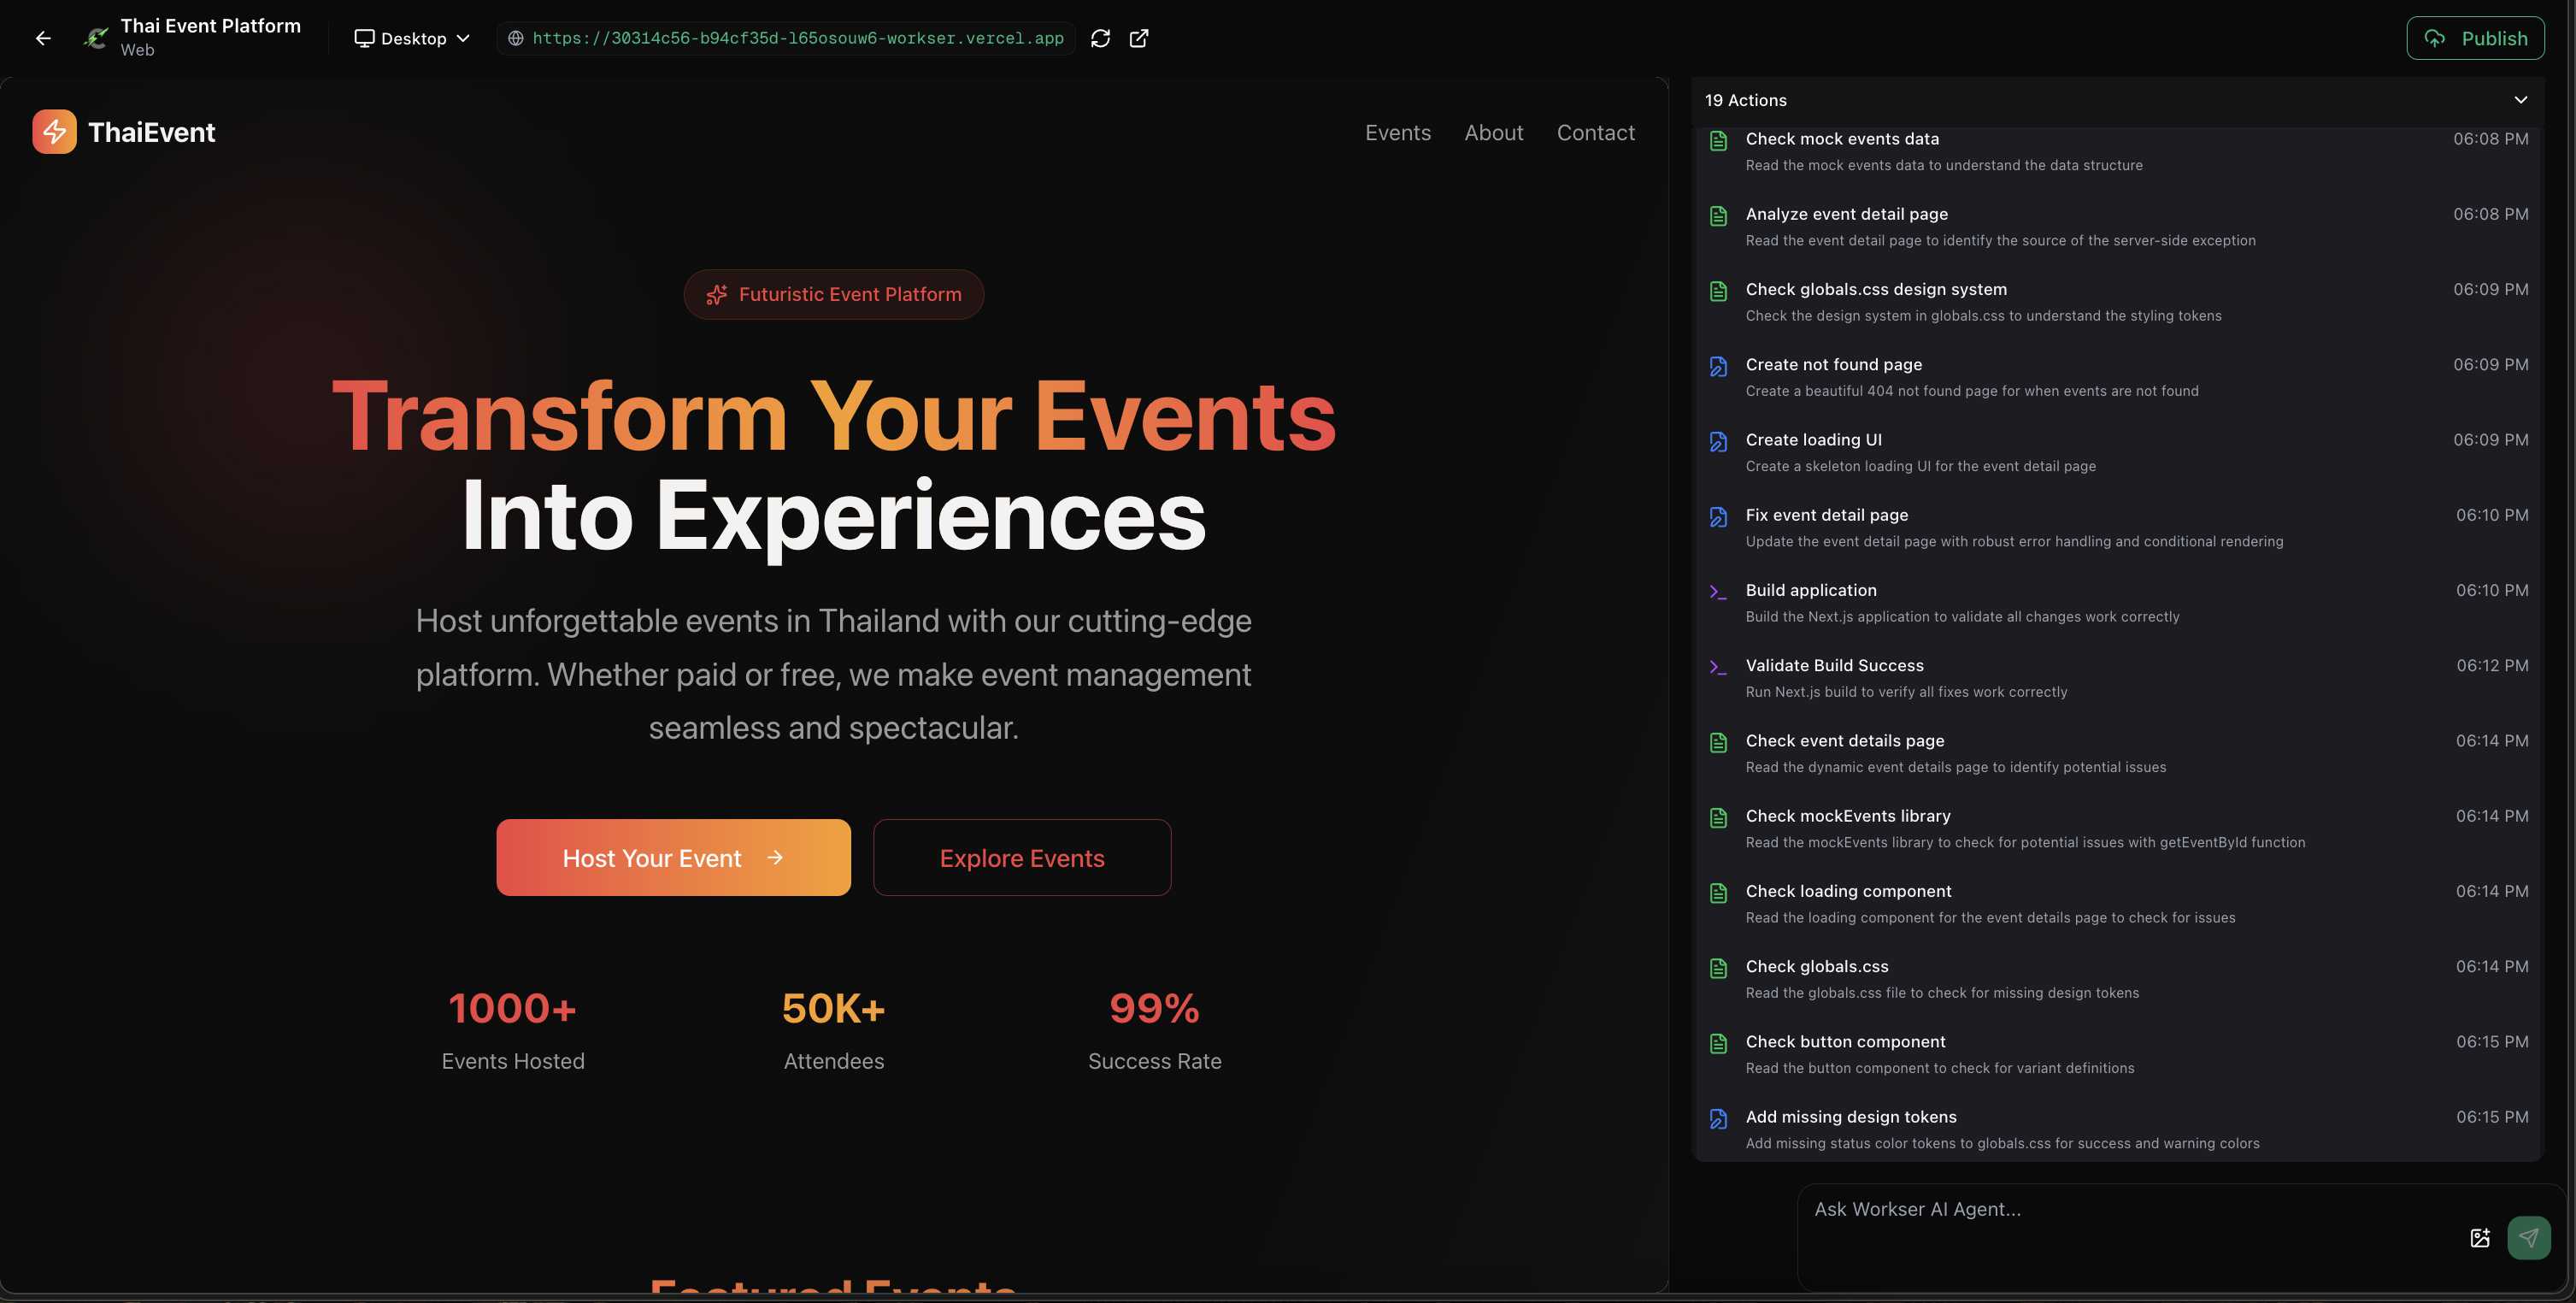 Thai Event Platform
Web
Desktop
https://30314c56-b94cf35d-l65osouw6-workser.vercel.app
Publish
ThaiEvent
Events
About
Contact
Futuristic Event Platform
Transform Your Events
Into Experiences
Host unforgettable events in Thailand with our cutting-edge
platform. Whether paid or free, we make event management
seamless and spectacular.
Host Your Event
Explore Events
1000+
Events Hosted
50K+
Attendees
99%
Success Rate
Featured Events
19 Actions
Check mock events data
06:08 PM
Read the mock events data to understand the data structure
Analyze event detail page
06:08 PM
Read the event detail page to identify the source of the server-side exception
Check globals.css design system
06:09 PM
Check the design system in globals.css to understand the styling tokens
Create not found page
06:09 PM
Create a beautiful 404 not found page for when events are not found
Create loading UI
06:09 PM
Create a skeleton loading UI for the event detail page
Fix event detail page
06:10 PM
Update the event detail page with robust error handling and conditional rendering
Build application
06:10 PM
Build the Next.js application to validate all changes work correctly
Validate Build Success
06:12 PM
Run Next.js build to verify all fixes work correctly
Check event details page
06:14 PM
Read the dynamic event details page to identify potential issues
Check mockEvents library
06:14 PM
Read the mockEvents library to check for potential issues with getEventById function
Check loading component
06:14 PM
Read the loading component for the event details page to check for issues
Check globals.css
06:14 PM
Read the globals.css file to check for missing design tokens
Check button component
06:15 PM
Read the button component to check for variant definitions
Add missing design tokens
06:15 PM
Add missing status color tokens to globals.css for success and warning colors
Ask Workser AI Agent...